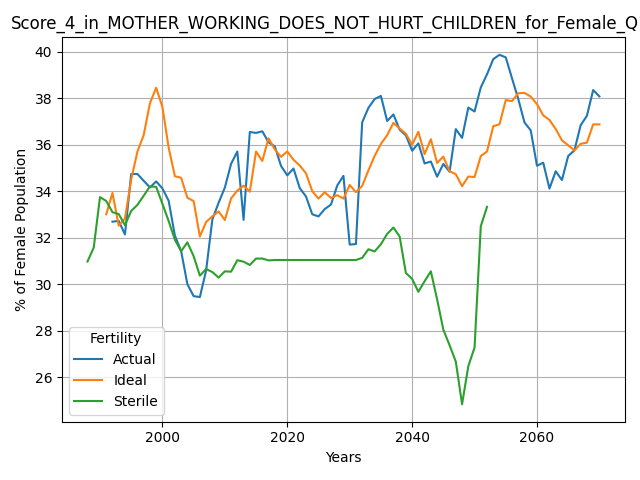 Score_4_in_MOTHER_WORKING_DOES_NOT_HURT_CHILDREN_for_Female_Q
40
38
36
34
32
30
28
26
% of Female Population
Fertility
Actual
Ideal
Sterile
2000 2020 2040 2060
Years